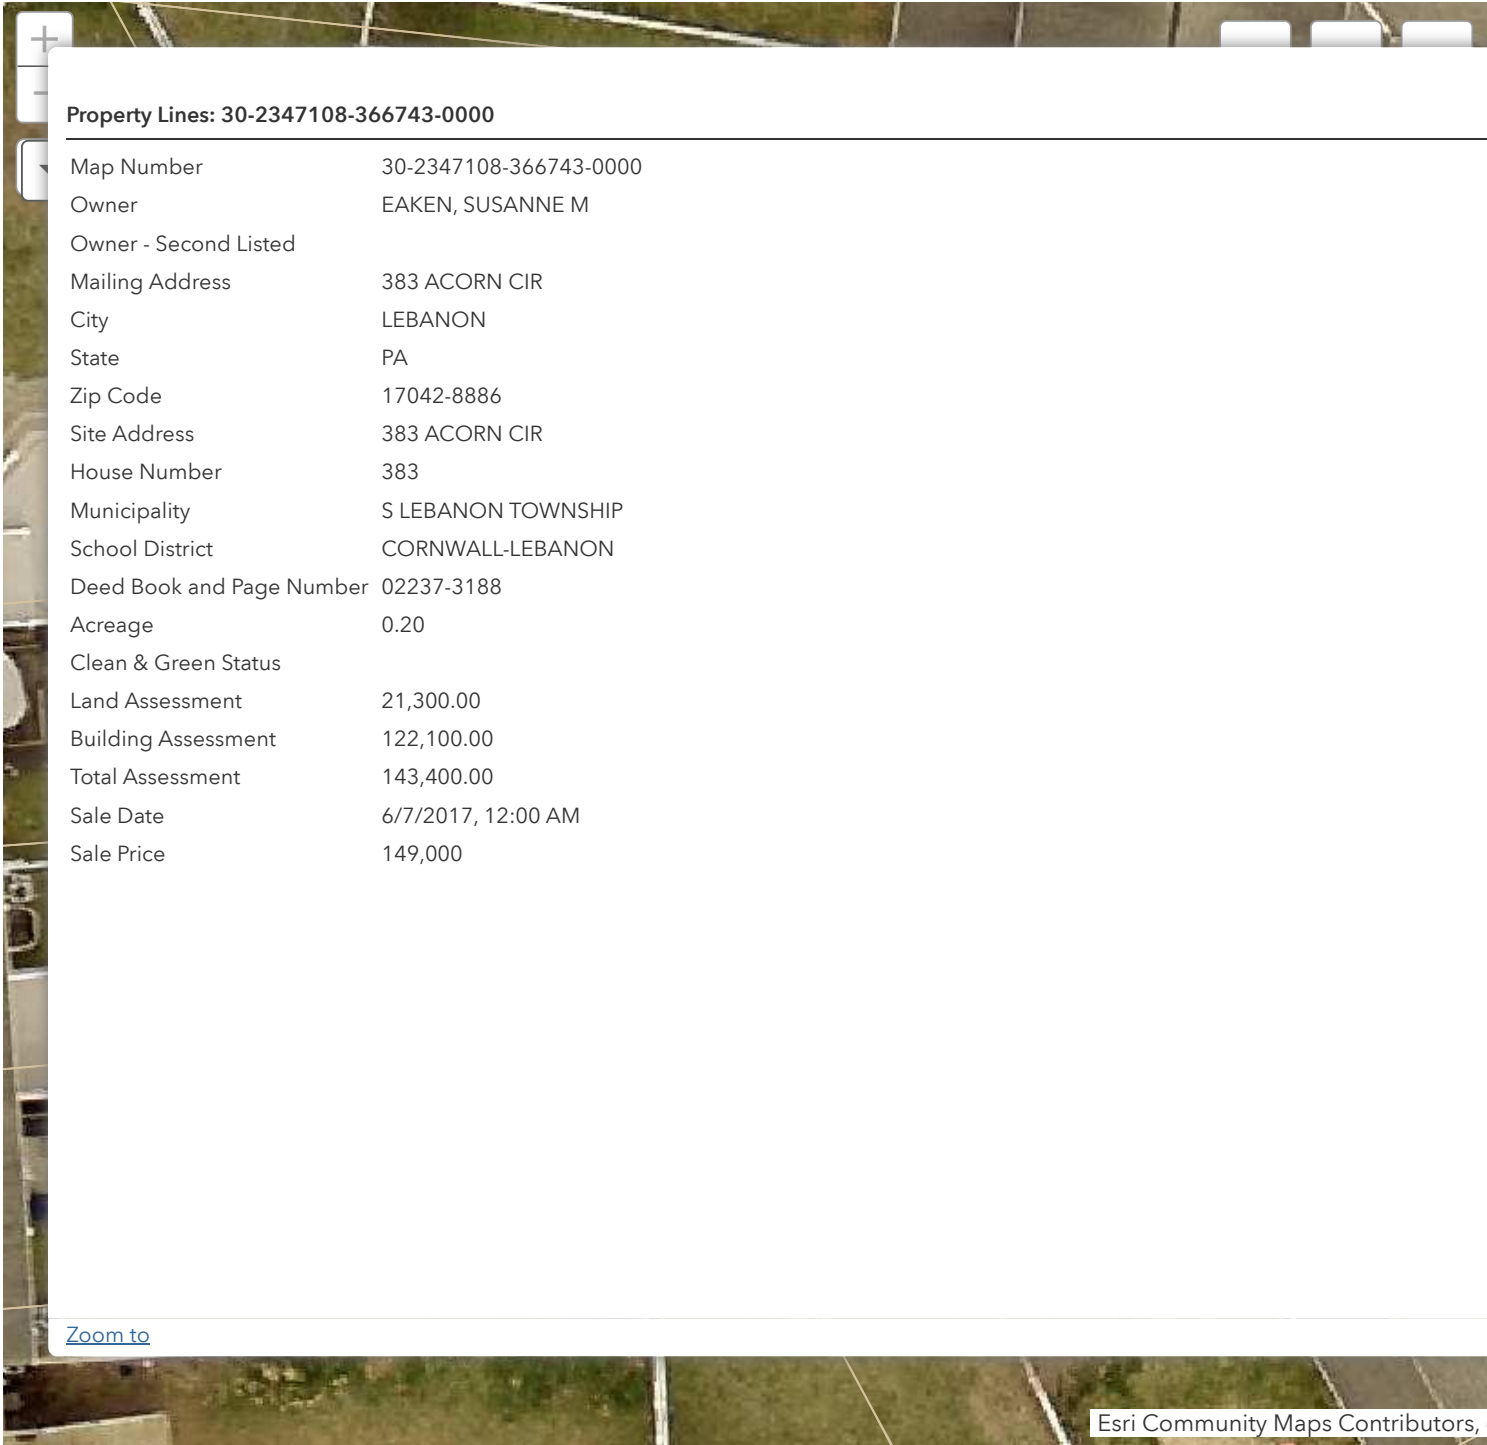 Property Lines: 30-2347108-366743-0000
Map Number 30-2347108-366743-0000
Owner EAKEN, SUSANNE M
Owner - Second Listed
Mailing Address 383 ACORN CIR
City LEBANON
State PA
Zip Code 17042-8886
Site Address 383 ACORN CIR
House Number 383
Municipality S LEBANON TOWNSHIP
School District CORNWALL-LEBANON
Deed Book and Page Number 02237-3188
Acreage 0.20
Clean & Green Status
Land Assessment 21,300.00
Building Assessment 122,100.00
Total Assessment 143,400.00
Sale Date 6/7/2017, 12:00 AM
Sale Price 149,000
Zoom to
Esri Community Maps Contributors,